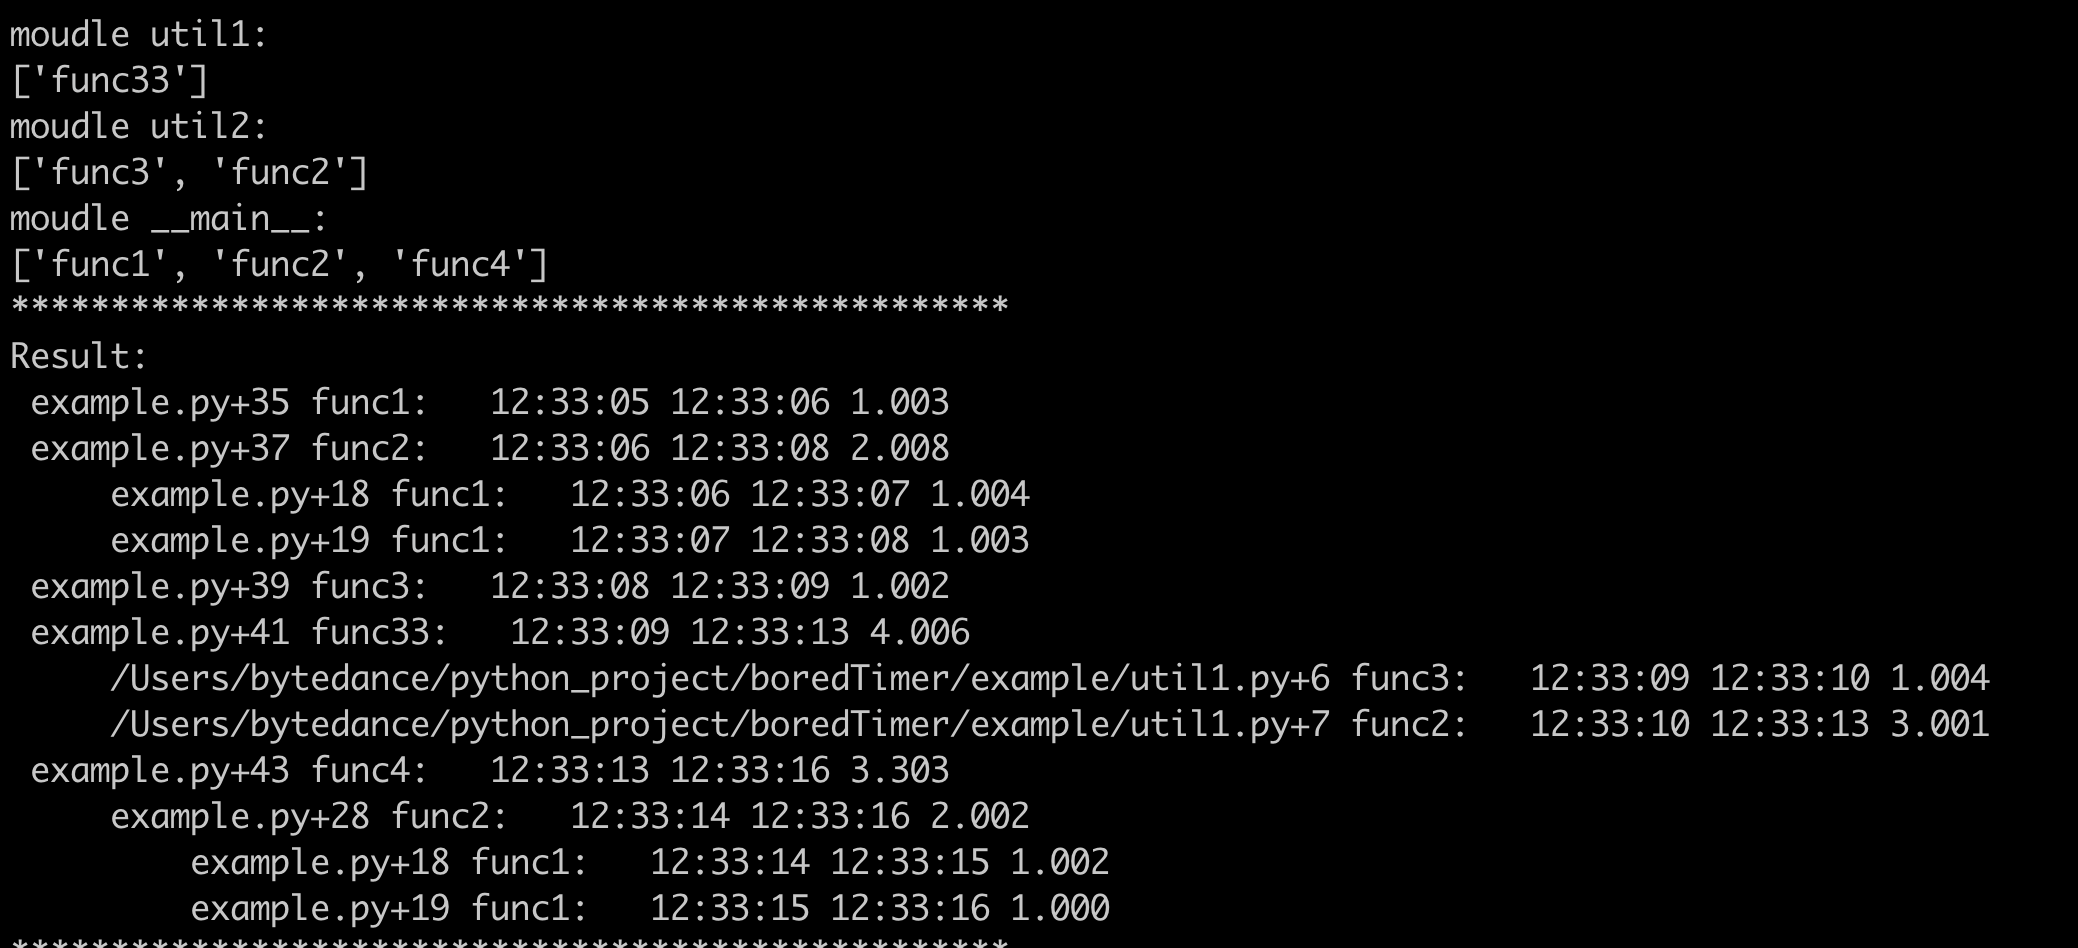 moudle util1:
['func33']
moudle util2:
['func3', 'func2']
moudle __main__:
['func1', 'func2', 'func4']
**************************************************
Result:
 example.py+35 func1:   12:33:05 12:33:06 1.003
 example.py+37 func2:   12:33:06 12:33:08 2.008
     example.py+18 func1:   12:33:06 12:33:07 1.004
     example.py+19 func1:   12:33:07 12:33:08 1.003
 example.py+39 func3:   12:33:08 12:33:09 1.002
 example.py+41 func33:   12:33:09 12:33:13 4.006
     /Users/bytedance/python_project/boredTimer/example/util1.py+6 func3:   12:33:09 12:33:10 1.004
     /Users/bytedance/python_project/boredTimer/example/util1.py+7 func2:   12:33:10 12:33:13 3.001
 example.py+43 func4:   12:33:13 12:33:16 3.303
     example.py+28 func2:   12:33:14 12:33:16 2.002
         example.py+18 func1:   12:33:14 12:33:15 1.002
         example.py+19 func1:   12:33:15 12:33:16 1.000
**************************************************